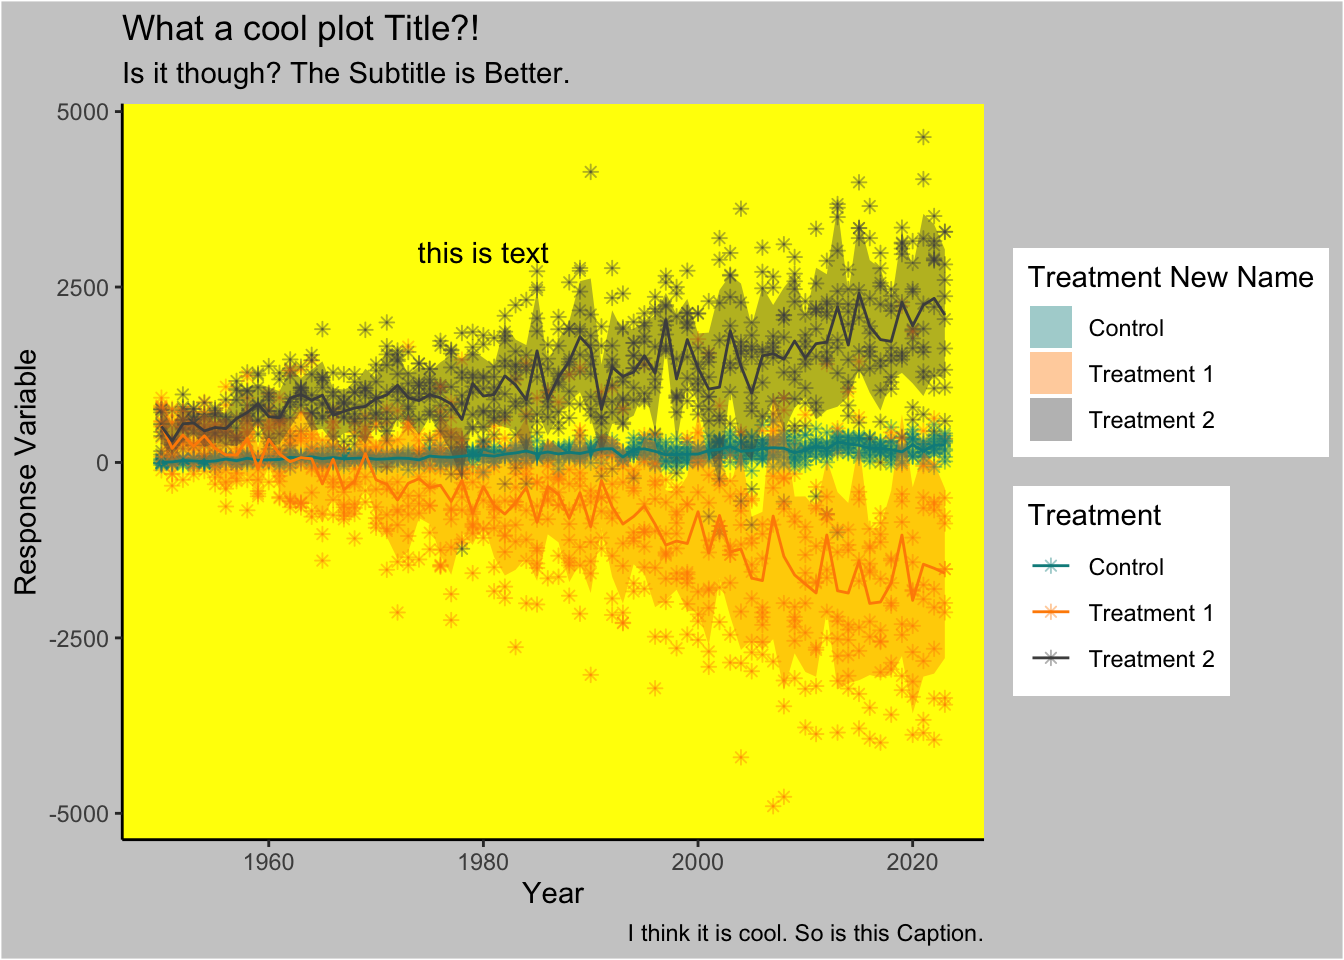 What a cool plot Title?!
Is it though? The Subtitle is Better.
5000
2500
0
-2500
-5000
Response Variable
this is text
1960
1980
2000
2020
Year
I think it is cool. So is this Caption.
Treatment New Name
Control
Treatment 1
Treatment 2
Treatment
Control
Treatment 1
Treatment 2